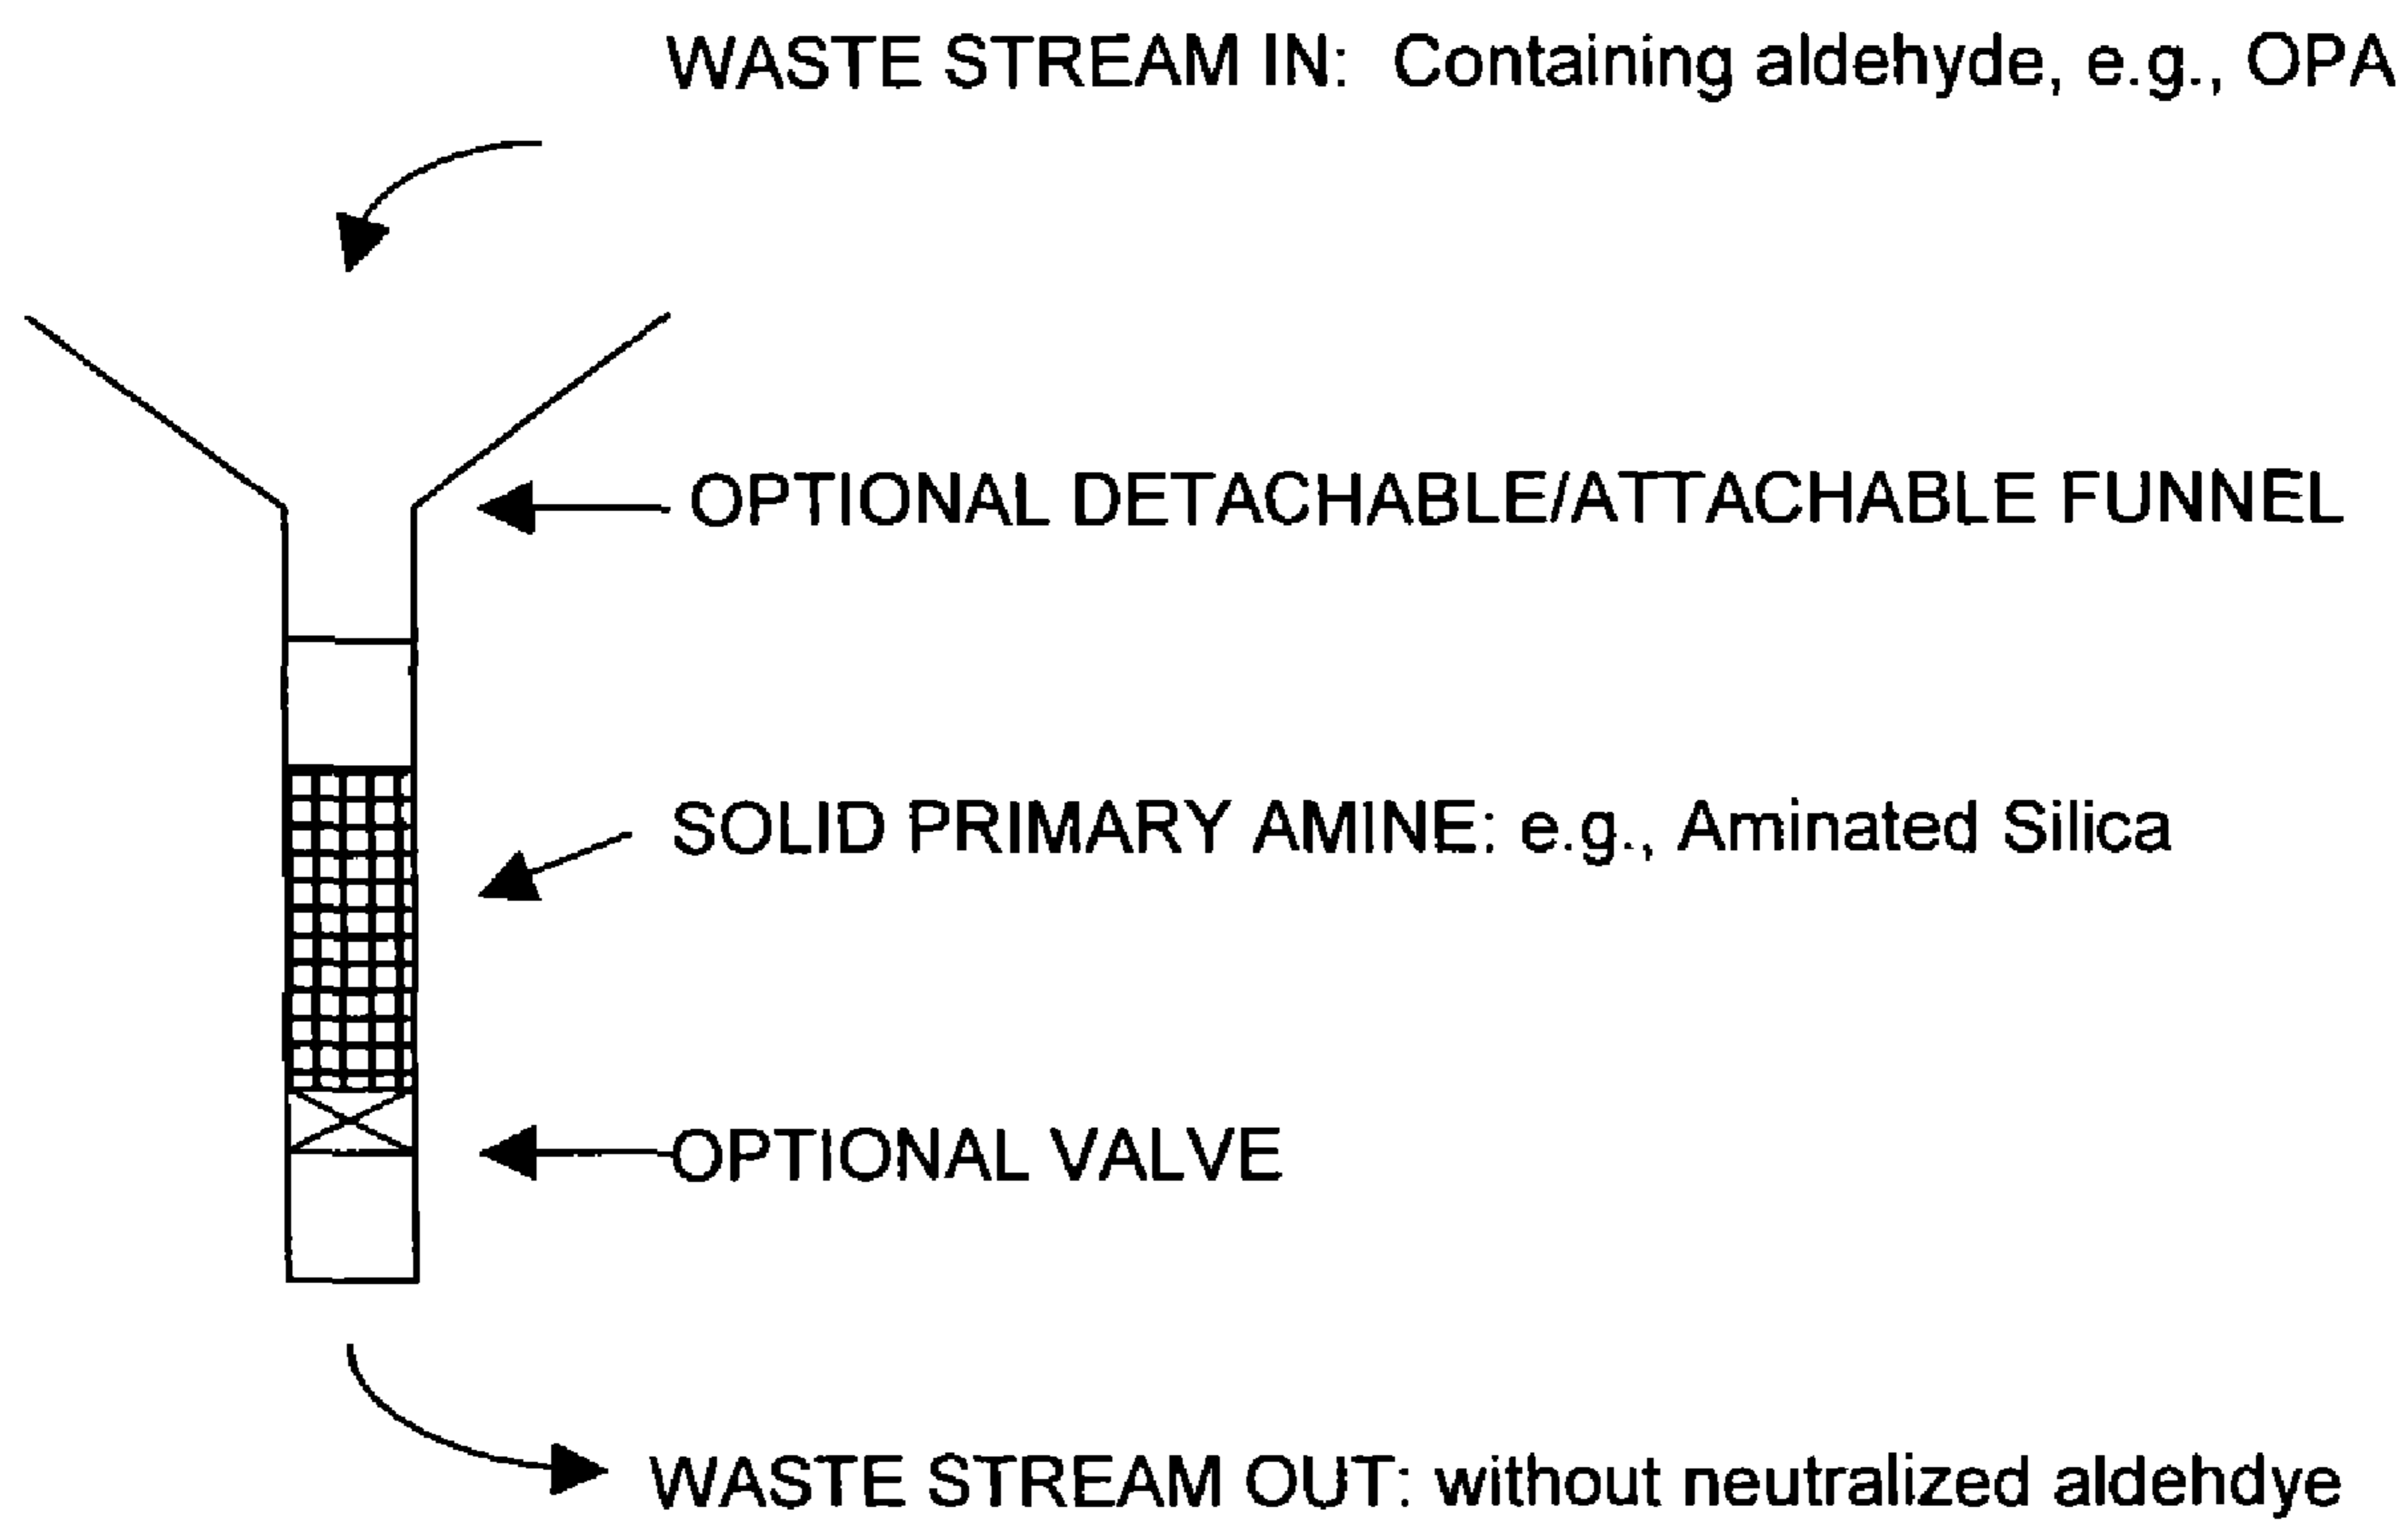 WASTE STREAM IN: Containing aldehyde, e.g., OPA
OPTIONAL DETACHABLE/ATTACHABLE FUNNEL
SOLID PRIMARY AMINE: e.g., Aminated Silica
OPTIONAL VALVE
WASTE STREAM OUT: without neutralized aldehdye